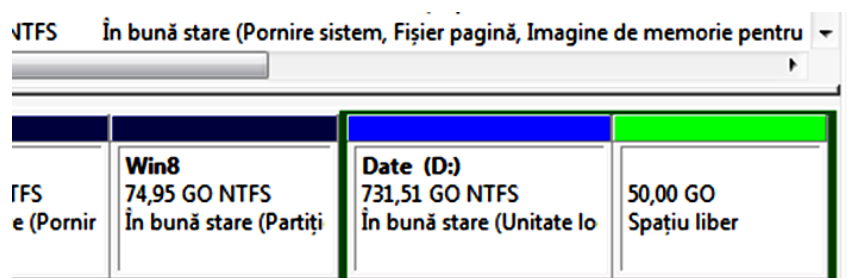 NTFS În bună stare (Pornire sistem, Fișier pagină, Imagine de memorie pentru
Win8
74,95 GO NTFS
În bună stare (Partiți
Date (D:)
731,51 GO NTFS
În bună stare (Unitate lo
50,00 GO
Spațiu liber
TFS
e (Pornir